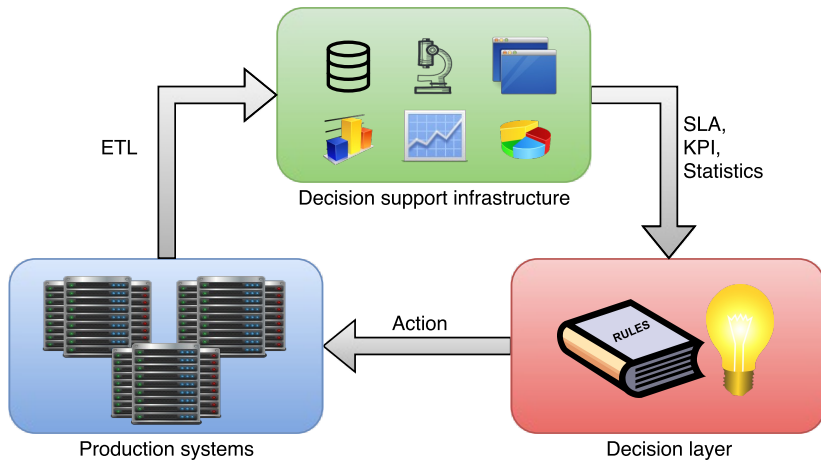 ETL
SLA,
KPI,
Statistics
Decision support infrastructure
Action
RULES
Production systems
Decision layer